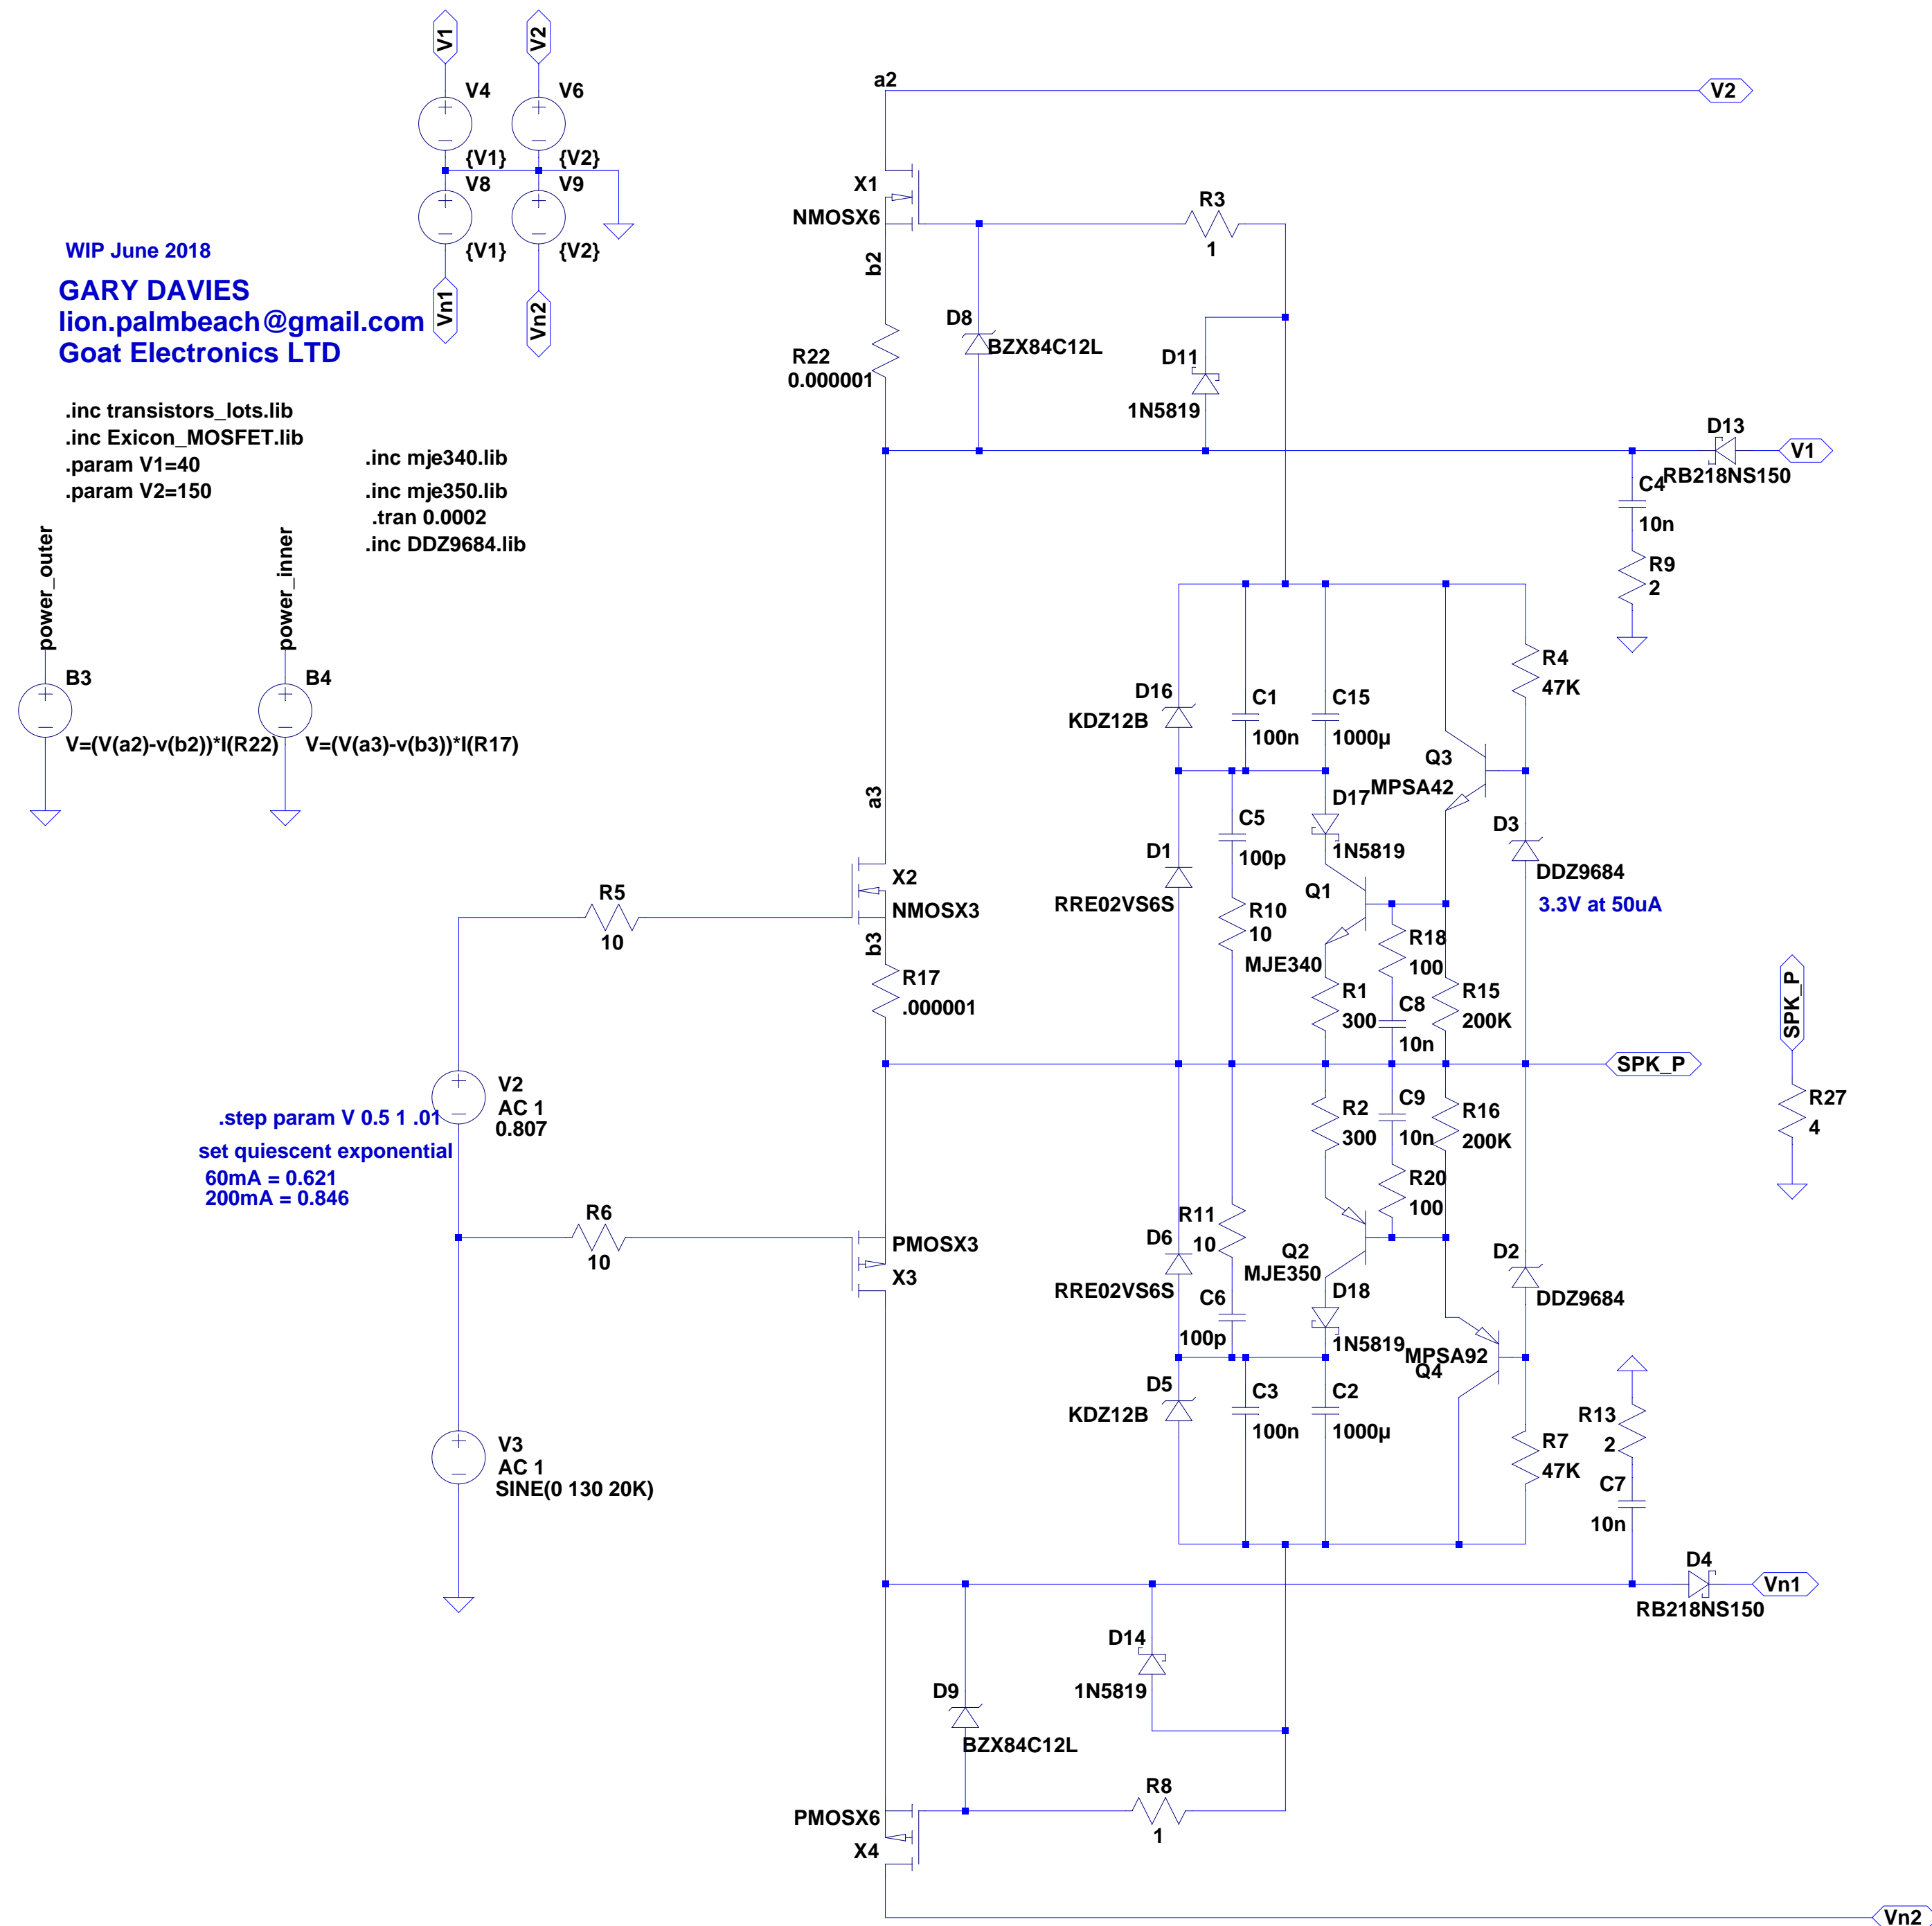 V1
V2
V4
{V1}
V6
{V2}
V8
{V1}
V9
{V2}
Vn1
Vn2
WIP June 2018
GARY DAVIES
lion.palmbeach@gmail.com
Goat Electronics LTD
.inc transistors_lots.lib
.inc Exicon_MOSFET.lib
.param V1=40
.param V2=150
.inc mje340.lib
.inc mje350.lib
.tran 0.0002
.inc DDZ9684.lib
power_outer
B3
V=(V(a2)-v(b2))*I(R22)
power_inner
B4
V=(V(a3)-v(b3))*I(R17)
a2
V2
X1
NMOSX6
b2
R3
1
D8
BZX84C12L
R22
0.000001
D11
1N5819
D13
RB218NS150
V1
C4
10n
R9
2
R4
47K
D16
KDZ12B
C1
100n
C15
1000µ
Q3
MPSA42
a3
D17
1N5819
C5
100p
D1
RRE02VS6S
D3
DDZ9684
3.3V at 50uA
X2
NMOSX3
b3
R5
10
R10
10
Q1
MJE340
R18
100
R17
.000001
R1
300
C8
10n
R15
200K
SPK_P
SPK_P
R27
4
V2
AC 1
0.807
.step param V 0.5 1 .01
set quiescent exponential
60mA = 0.621
200mA = 0.846
R2
300
C9
10n
R16
200K
R20
100
R6
10
PMOSX3
X3
R11
10
D6
RRE02VS6S
Q2
MJE350
D2
DDZ9684
C6
100p
D18
1N5819
MPSA92
Q4
D5
KDZ12B
C3
100n
C2
1000µ
R13
2
R7
47K
C7
10n
V3
AC 1
SINE(0 130 20K)
D4
RB218NS150
Vn1
D14
1N5819
D9
BZX84C12L
R8
1
PMOSX6
X4
Vn2